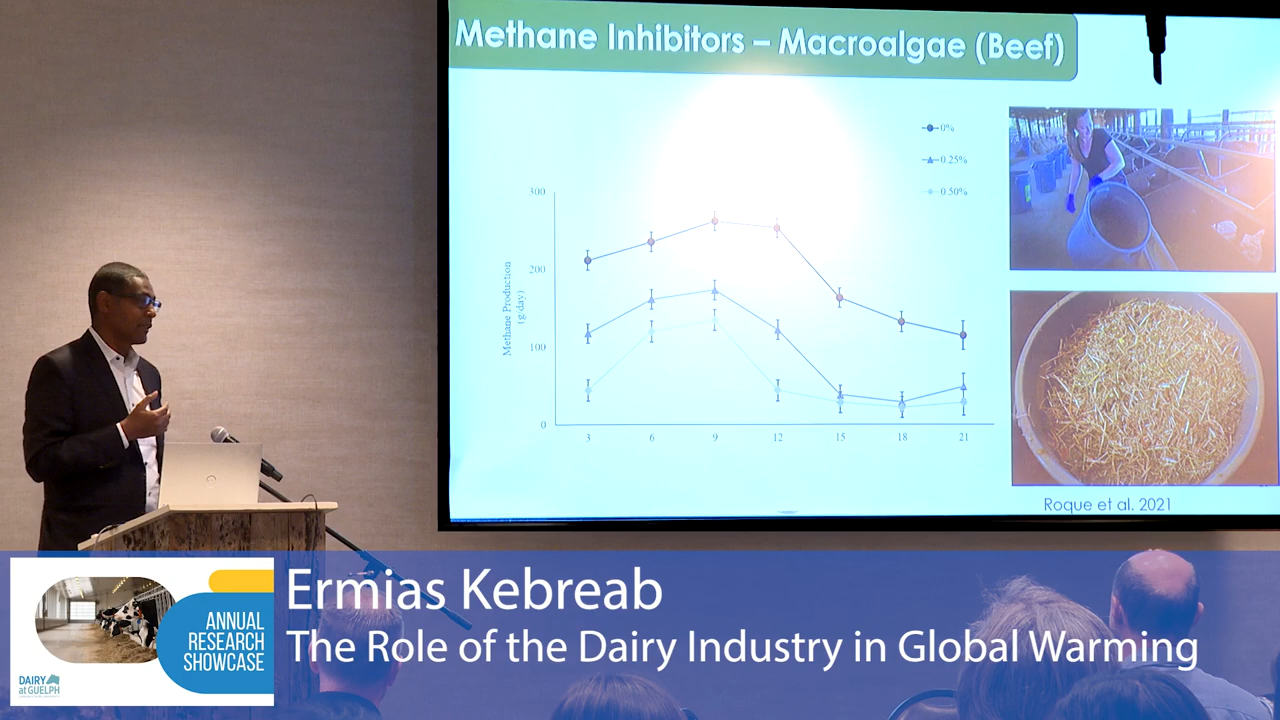 Methane Inhibitors – Macroalgae (Beef)
0%
0.25%
0.50%
300
200
100
0
Methane Production
(g/day)
3
6
9
12
15
18
21
Roque et al. 2021
Ermias Kebreab
The Role of the Dairy Industry in Global Warming
ANNUAL
RESEARCH
SHOWCASE
DAIRY
at GUELPH